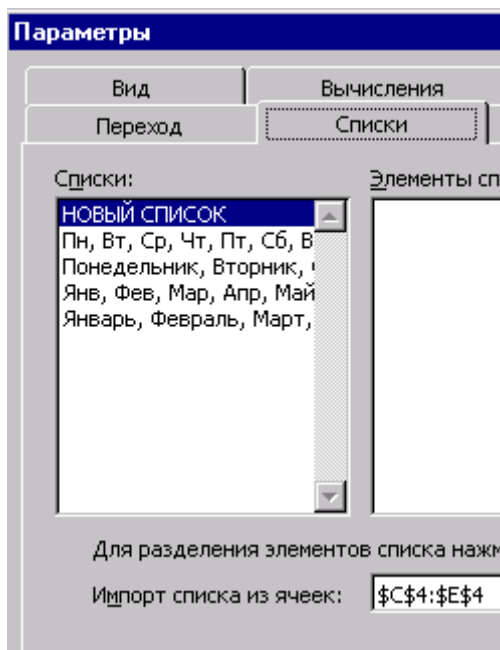 Параметры
Вид
Вычисления
Переход
Списки
Списки:
Элементы сп
НОВЫЙ СПИСОК
Пн, Вт, Ср, Чт, Пт, Сб, В
Понедельник, Вторник,
Янв, Фев, Мар, Апр, Май
Январь, Февраль, Март,
Для разделения элементов списка нажм
Импорт списка из ячеек:
$C$4:$E$4